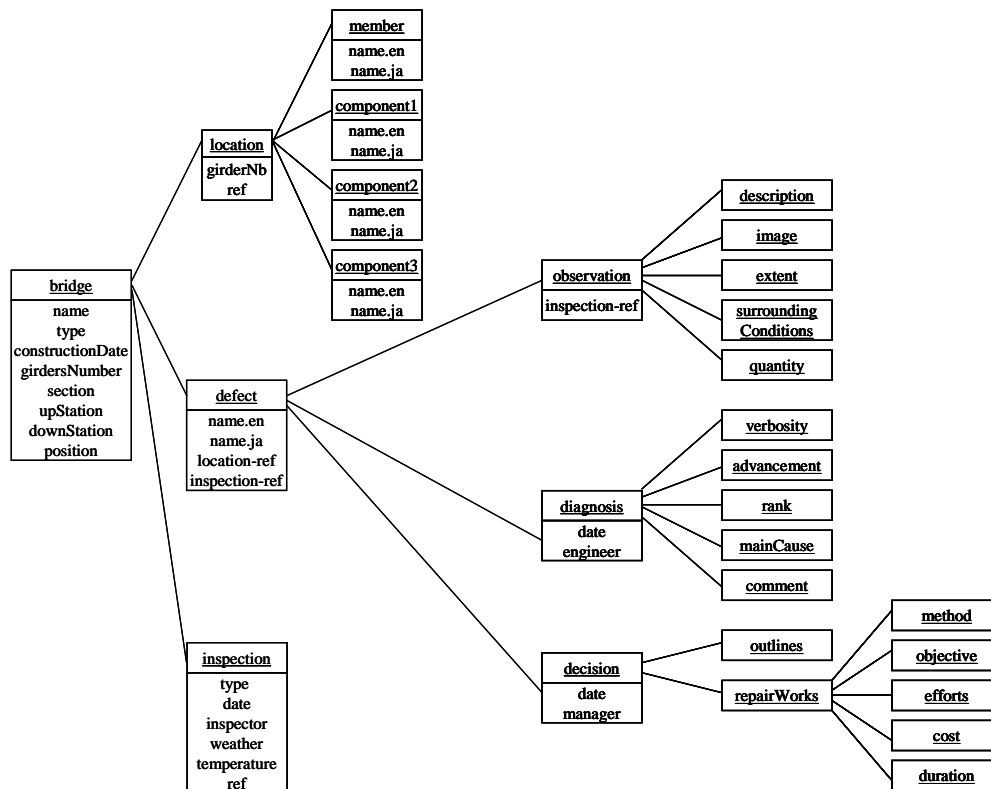 bridge
name
type
constructionDate
girdersNumber
section
upStation
downStation
position
location
girderNb
ref
member
name.en
name.ja
component1
name.en
name.ja
component2
name.en
name.ja
component3
name.en
name.ja
defect
name.en
name.ja
location-ref
inspection-ref
inspection
type
date
inspector
weather
temperature
ref
observation
inspection-ref
description
image
extent
surrounding
Conditions
quantity
diagnosis
date
engineer
verbosity
advancement
rank
mainCause
comment
decision
date
manager
outlines
repairWorks
method
objective
efforts
cost
duration